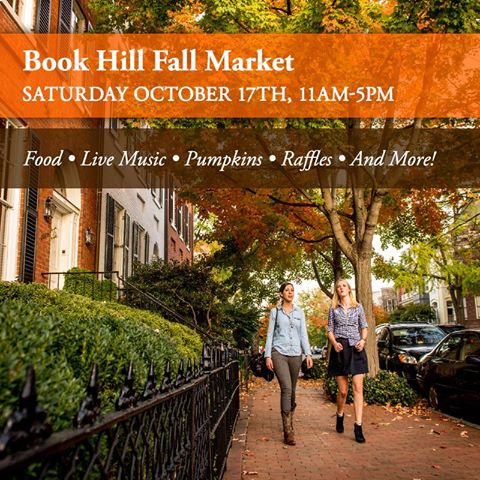 Book Hill Fall Market
SATURDAY OCTOBER 17TH, 11AM-5PM
Food • Live Music • Pumpkins • Raffles • And More!